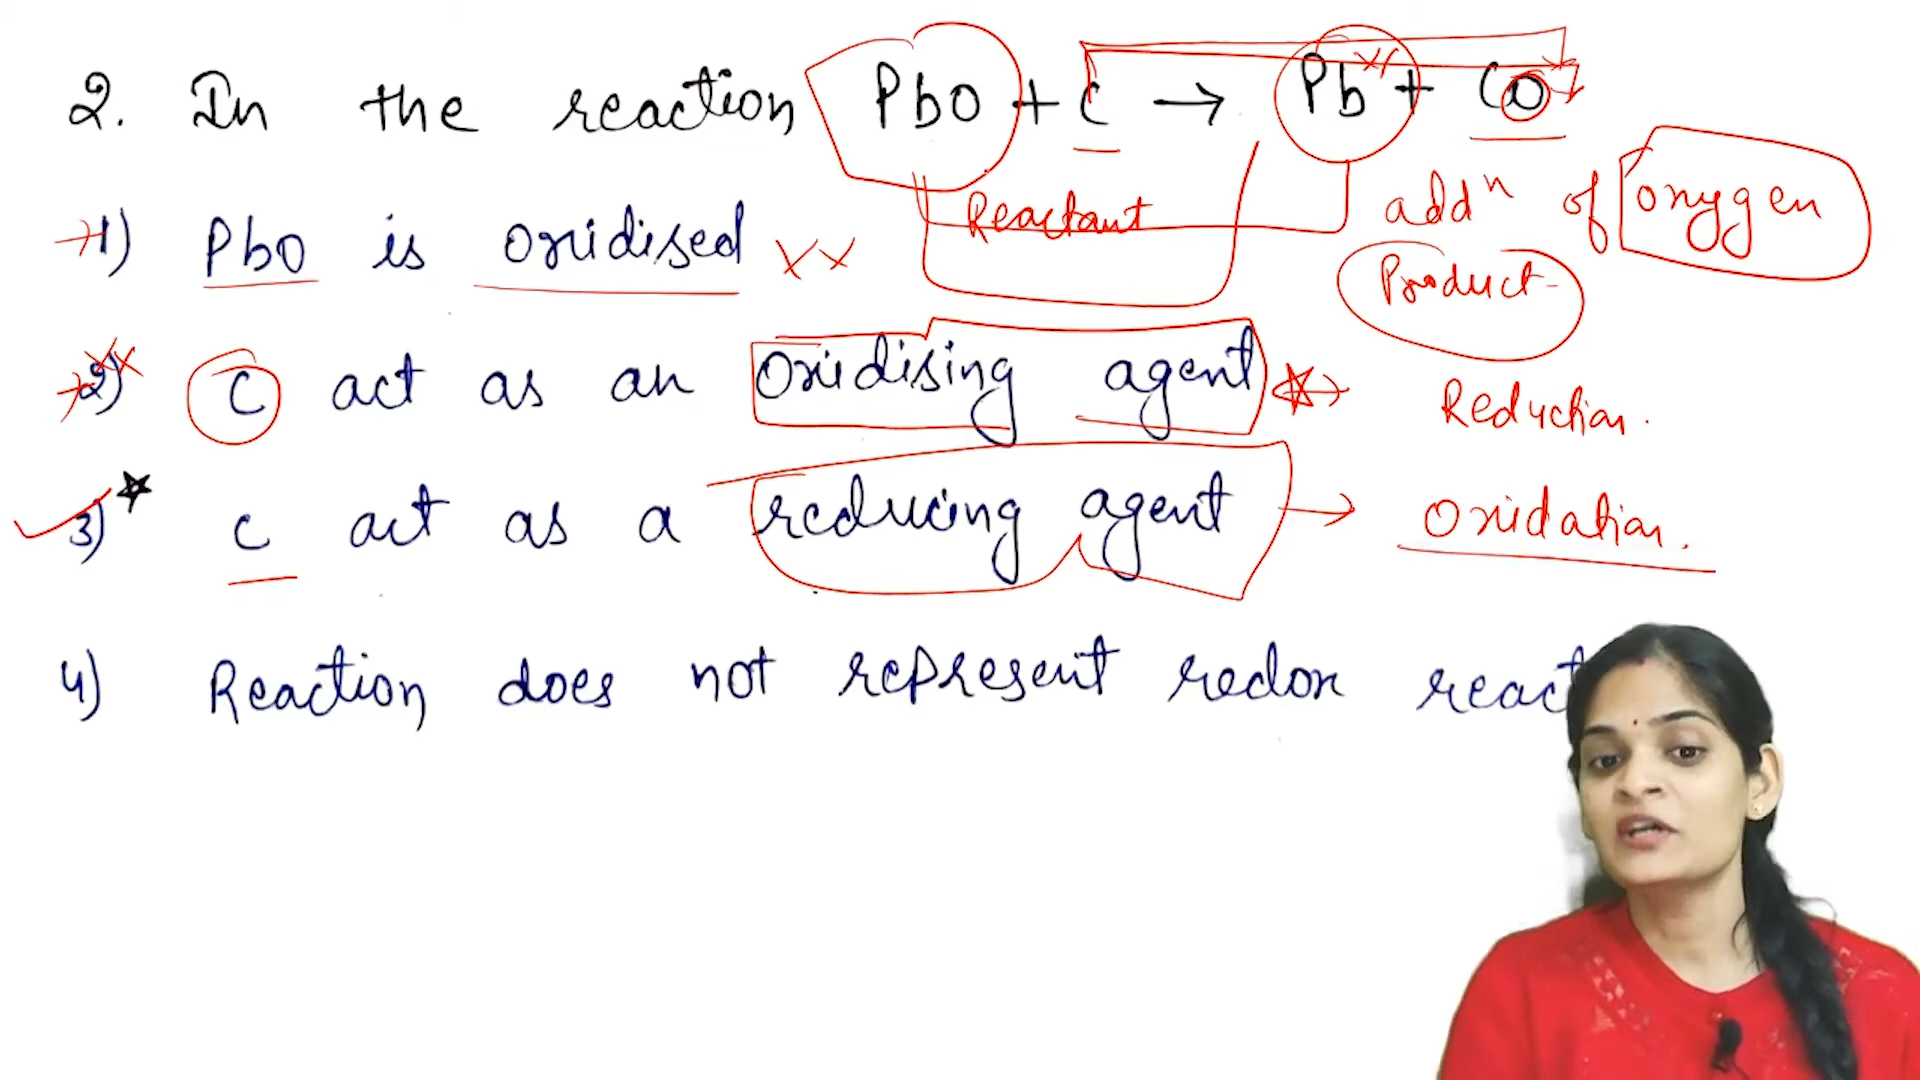 2. In the reaction PbO + C → Pb + CO
Reactant
addⁿ of oxygen
1) PbO is oxidised
Product
2) C act as an oxidising agent
Reduction.
3) C act as a reducing agent → oxidation.
4) Reaction does not represent redox react